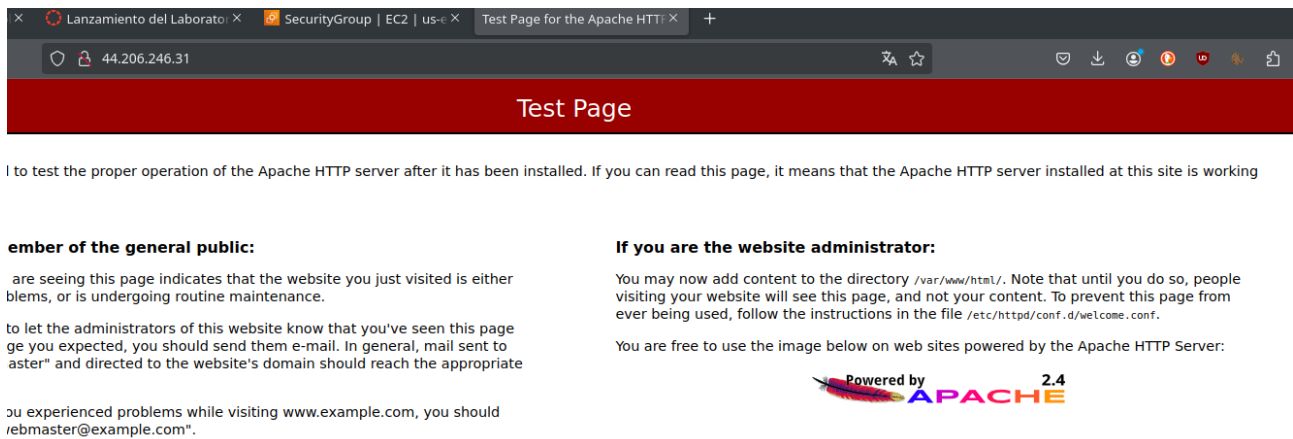 Lanzamiento del Laborator
SecurityGroup | EC2 | us-e
Test Page for the Apache HTTP
44.206.246.31
Test Page
to test the proper operation of the Apache HTTP server after it has been installed. If you can read this page, it means that the Apache HTTP server installed at this site is working
ember of the general public:
are seeing this page indicates that the website you just visited is either
blems, or is undergoing routine maintenance.
to let the administrators of this website know that you've seen this page
ge you expected, you should send them e-mail. In general, mail sent to
aster" and directed to the website's domain should reach the appropriate
ou experienced problems while visiting www.example.com, you should
webmaster@example.com".
If you are the website administrator:
You may now add content to the directory /var/www/html/. Note that until you do so, people
visiting your website will see this page, and not your content. To prevent this page from
ever being used, follow the instructions in the file /etc/httpd/conf.d/welcome.conf.
You are free to use the image below on web sites powered by the Apache HTTP Server:
Powered by 2.4
APACHE